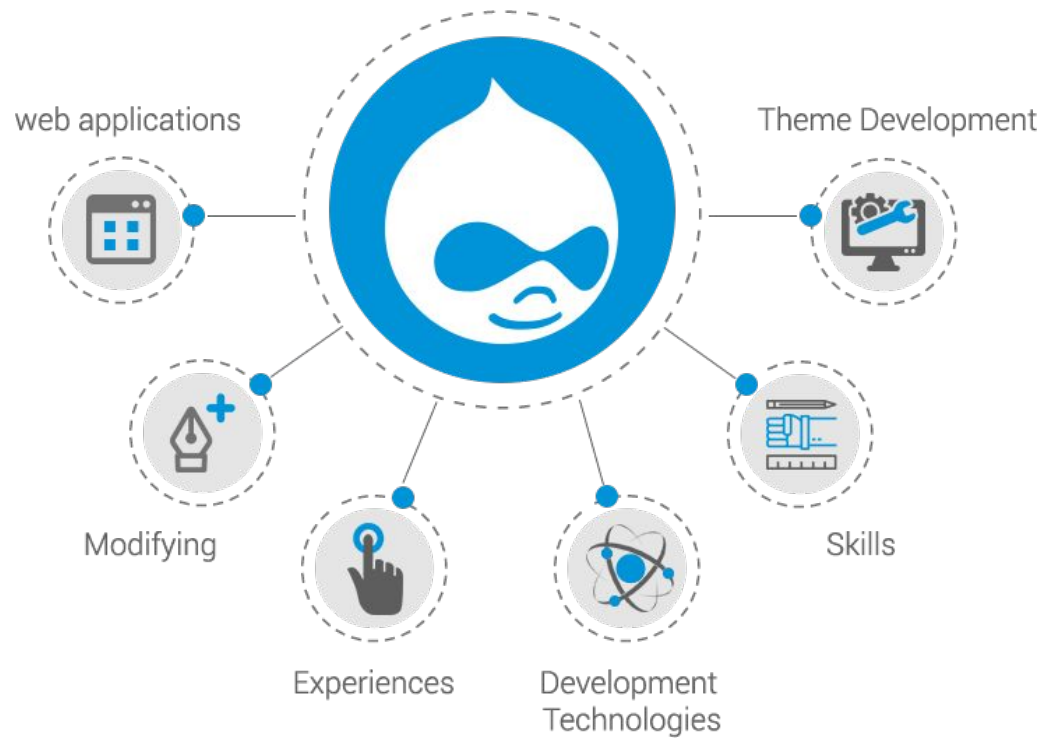 web applications
Theme Development
Modifying
Skills
Experiences
Development
Technologies